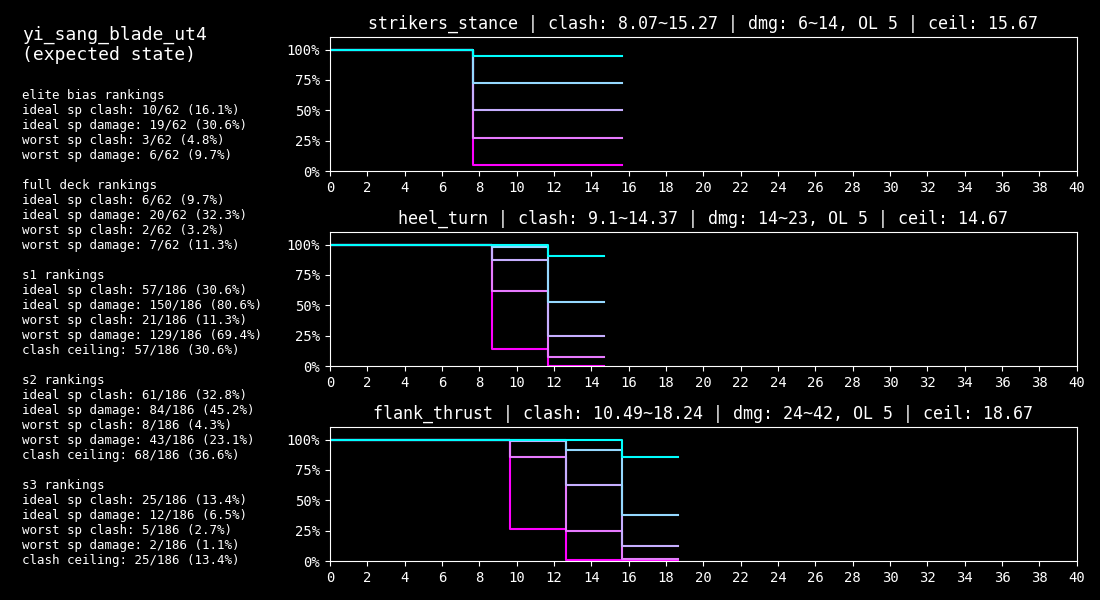 yi_sang_blade_ut4
(expected state)
elite bias rankings
ideal sp clash: 10/62 (16.1%)
ideal sp damage: 19/62 (30.6%)
worst sp clash: 3/62 (4.8%)
worst sp damage: 6/62 (9.7%)
full deck rankings
ideal sp clash: 6/62 (9.7%)
ideal sp damage: 20/62 (32.3%)
worst sp clash: 2/62 (3.2%)
worst sp damage: 7/62 (11.3%)
s1 rankings
ideal sp clash: 57/186 (30.6%)
ideal sp damage: 150/186 (80.6%)
worst sp clash: 21/186 (11.3%)
worst sp damage: 129/186 (69.4%)
clash ceiling: 57/186 (30.6%)
s2 rankings
ideal sp clash: 61/186 (32.8%)
ideal sp damage: 84/186 (45.2%)
worst sp clash: 8/186 (4.3%)
worst sp damage: 43/186 (23.1%)
clash ceiling: 68/186 (36.6%)
s3 rankings
ideal sp clash: 25/186 (13.4%)
ideal sp damage: 12/186 (6.5%)
worst sp clash: 5/186 (2.7%)
worst sp damage: 2/186 (1.1%)
clash ceiling: 25/186 (13.4%)
strikers_stance | clash: 8.07~15.27 | dmg: 6~14, OL 5 | ceil: 15.67
100%
75%
50%
25%
0%
0 2 4 6 8 10 12 14 16 18 20 22 24 26 28 30 32 34 36 38 40
heel_turn | clash: 9.1~14.37 | dmg: 14~23, OL 5 | ceil: 14.67
100%
75%
50%
25%
0%
0 2 4 6 8 10 12 14 16 18 20 22 24 26 28 30 32 34 36 38 40
flank_thrust | clash: 10.49~18.24 | dmg: 24~42, OL 5 | ceil: 18.67
100%
75%
50%
25%
0%
0 2 4 6 8 10 12 14 16 18 20 22 24 26 28 30 32 34 36 38 40